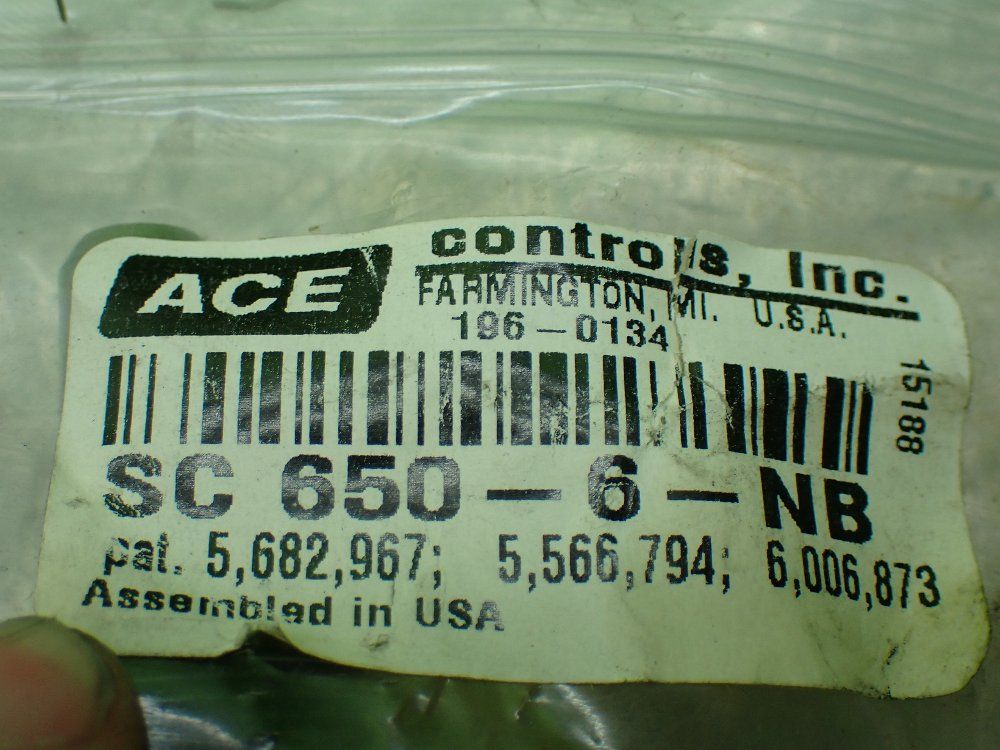 ACE controls, Inc.
FARMINGTON, MI. U.S.A.
196-0134
15188
SC 650-6-NB
pat. 5,682,967; 5,566,794; 6,006,873
Assembled in USA